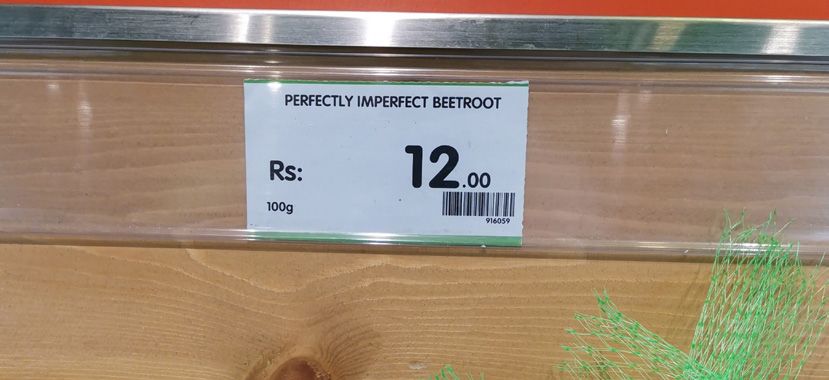 PERFECTLY IMPERFECT BEETROOT
Rs: 12.00
100g
916059